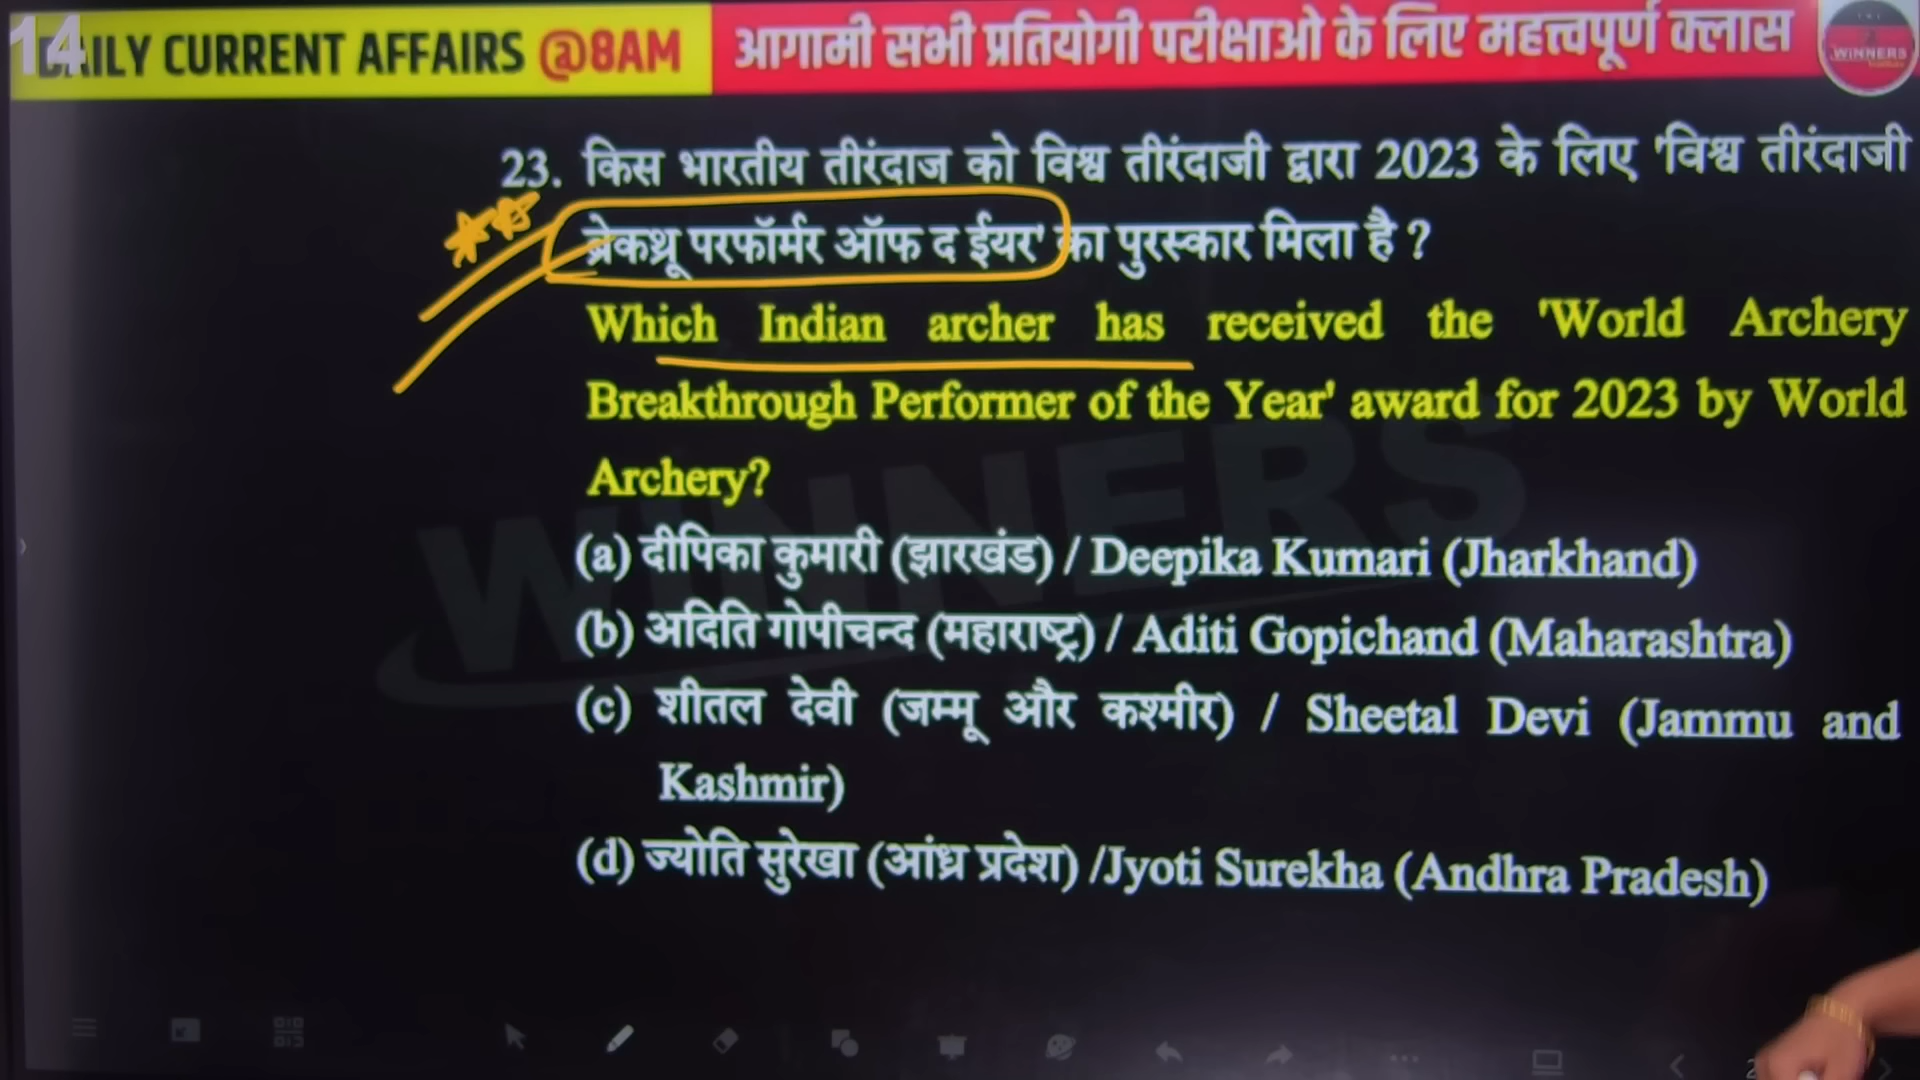 14
DAILY CURRENT AFFAIRS @8AM
आगामी सभी प्रतियोगी परीक्षाओ के लिए महत्त्वपूर्ण क्लास
WINNERS
23. किस भारतीय तीरंदाज को विश्व तीरंदाजी द्वारा 2023 के लिए 'विश्व तीरंदाजी
ब्रेकथ्रू परफॉर्मर ऑफ द ईयर' का पुरस्कार मिला है ?
Which Indian archer has received the 'World Archery
Breakthrough Performer of the Year' award for 2023 by World
Archery?
WINNERS
(a) दीपिका कुमारी (झारखंड) / Deepika Kumari (Jharkhand)
(b) अदिति गोपीचन्द (महाराष्ट्र) / Aditi Gopichand (Maharashtra)
(c) शीतल देवी (जम्मू और कश्मीर) / Sheetal Devi (Jammu and
Kashmir)
(d) ज्योति सुरेखा (आंध्र प्रदेश) /Jyoti Surekha (Andhra Pradesh)